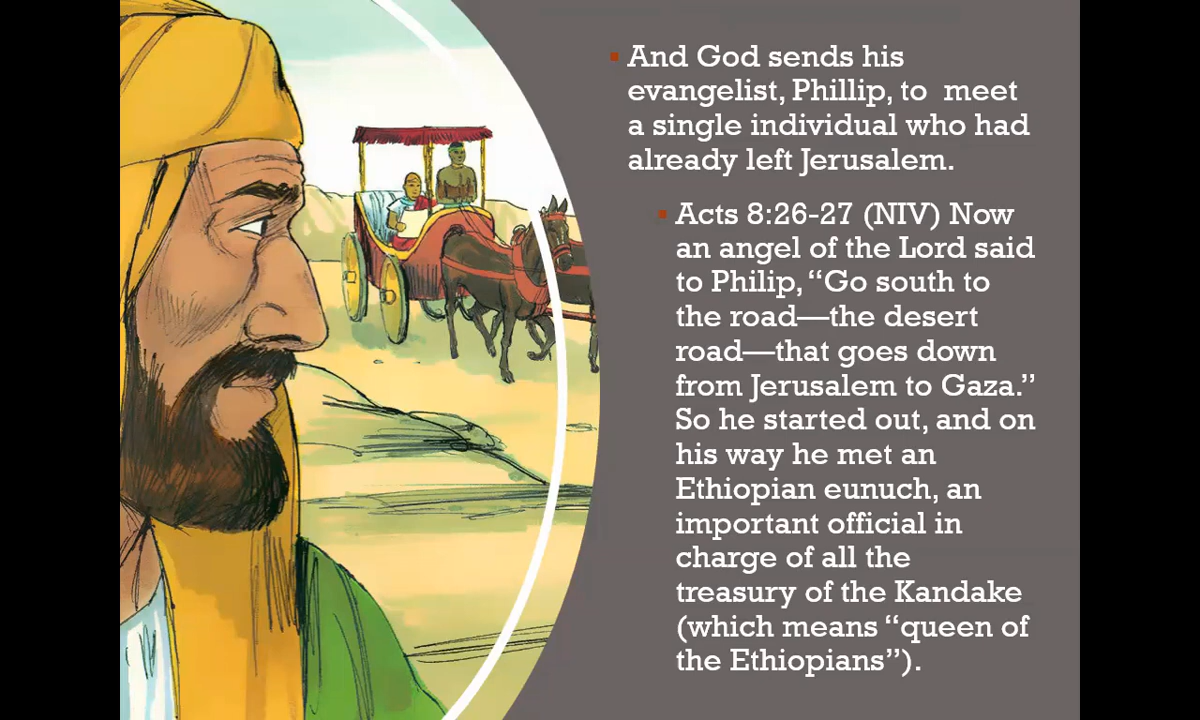 And God sends his
evangelist, Phillip, to meet
a single individual who had
already left Jerusalem.
Acts 8:26-27 (NIV) Now
an angel of the Lord said
to Philip, “Go south to
the road—the desert
road—that goes down
from Jerusalem to Gaza.”
So he started out, and on
his way he met an
Ethiopian eunuch, an
important official in
charge of all the
treasury of the Kandake
(which means “queen of
the Ethiopians”).